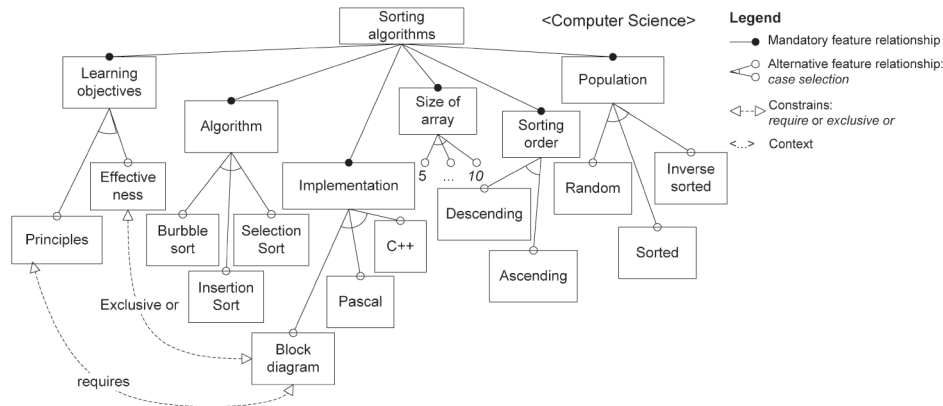 Sorting
algorithms
<Computer Science>
Legend
Mandatory feature relationship
Alternative feature relationship:
case selection
Constrains:
require or exclusive or
<...> Context
Learning
objectives
Algorithm
Implementation
Size of
array
Sorting
order
Population
5 ... 10
Effective
ness
Principles
Burbble
sort
Insertion
Sort
Selection
Sort
Block
diagram
Pascal
C++
Descending
Ascending
Random
Sorted
Inverse
sorted
Exclusive or
requires